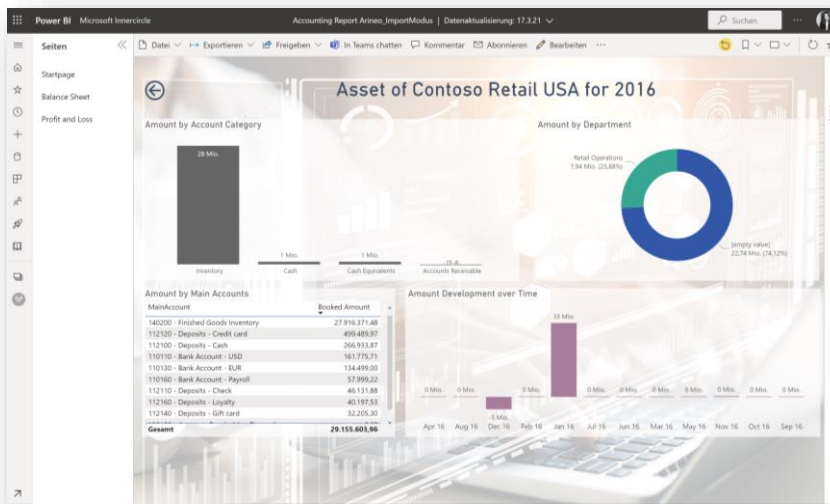 Power BI Microsoft Innercircle
Accounting Report Arineo_ImportModus | Datenaktualisierung: 17.3.21
Suchen
Seiten
Datei
Exportieren
Freigeben
In Teams chatten
Kommentar
Abonnieren
Bearbeiten
Startpage
Balance Sheet
Profit and Loss
Asset of Contoso Retail USA for 2016
Amount by Account Category
28 Mio.
1 Mio.
1 Mio.
Inventory
Cash
Cash Equivalents
Accounts Receivable
Amount by Department
Retail Operations
7,94 Mio. (25,88%)
(empty value)
22,74 Mio. (74,12%)
Amount by Main Accounts
MainAccount Booked Amount
140200 - Finished Goods Inventory 27.916.371,48
112120 - Deposits - Credit card 499.489,97
112100 - Deposits - Cash 266.933,87
110110 - Bank Account - USD 161.775,71
110130 - Bank Account - EUR 134.499,00
110160 - Bank Account - Payroll 57.999,22
112110 - Deposits - Check 46.131,88
112160 - Deposits - Loyalty 40.197,53
112140 - Deposits - Gift card 32.205,30
Gesamt 29.155.603,96
Amount Development over Time
33 Mio.
0 Mio. 0 Mio. 0 Mio. 0 Mio. 0 Mio. 0 Mio. 0 Mio. 0 Mio. 0 Mio. 0 Mio.
-5 Mio.
Apr 16 Aug 16 Dec 16 Feb 16 Jan 16 Jul 16 Jun 16 Mar 16 May 16 Nov 16 Oct 16 Sep 16